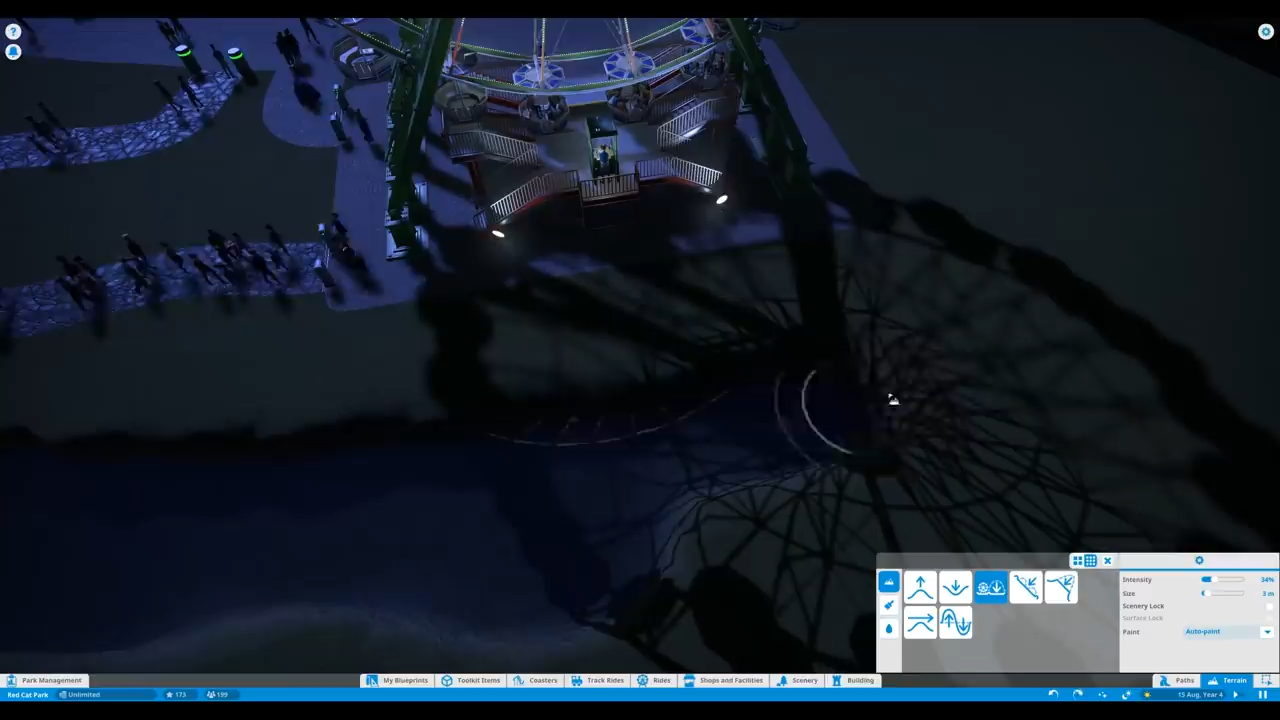 Intensity 34%
Size 3 m
Scenery Lock
Surface Lock
Paint Auto-paint
Park Management My Blueprints Toolkit Items Coasters Track Rides Rides Shops and Facilities Scenery Building Paths Terrain
Red Cat Park Unlimited 173 199 15 Aug, Year 4